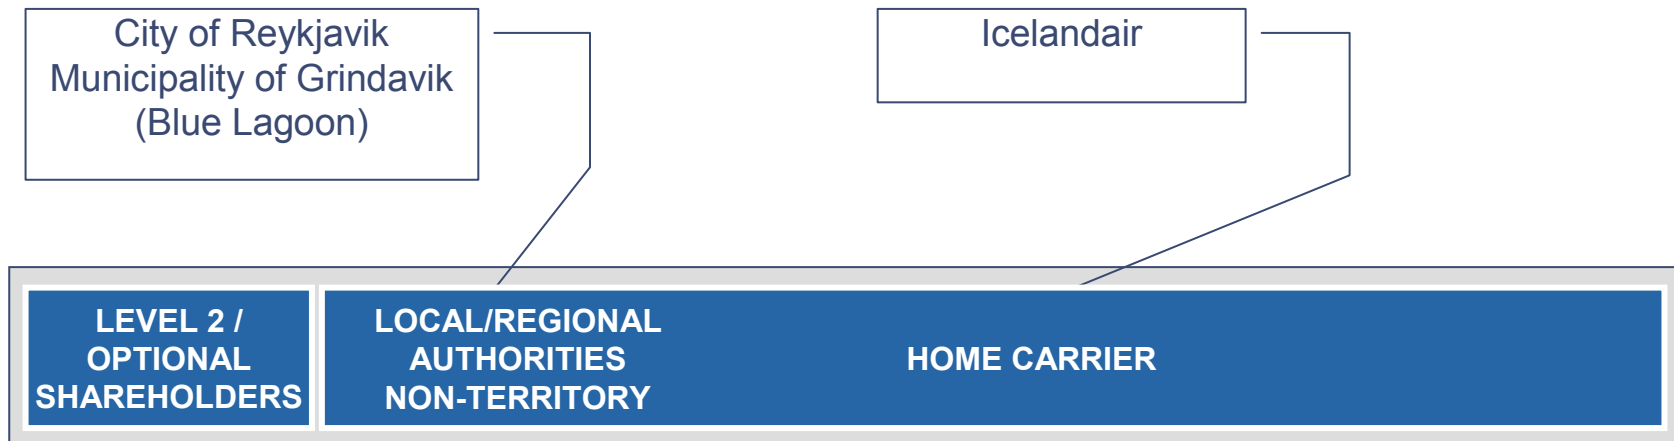 City of Reykjavik
Municipality of Grindavik
(Blue Lagoon)
Icelandair
LEVEL 2 /
OPTIONAL
SHAREHOLDERS
LOCAL/REGIONAL
AUTHORITIES
NON-TERRITORY
HOME CARRIER